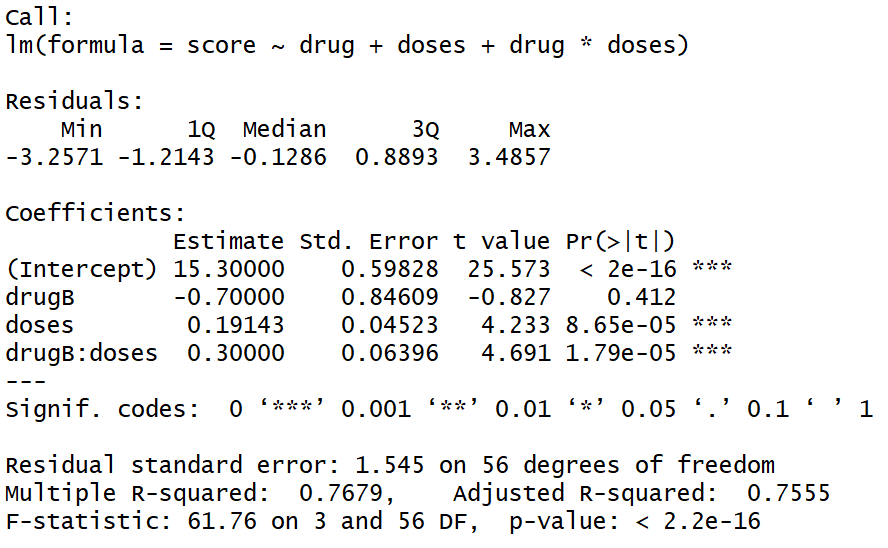 Call:
lm(formula = score ~ drug + doses + drug * doses)
Residuals:
    Min      1Q  Median      3Q     Max
-3.2571 -1.2143 -0.1286  0.8893  3.4857
Coefficients:
            Estimate Std. Error t value Pr(>|t|)
(Intercept) 15.30000    0.59828  25.573  < 2e-16 ***
drugB       -0.70000    0.84609  -0.827    0.412
doses        0.19143    0.04523   4.233 8.65e-05 ***
drugB:doses  0.30000    0.06396   4.691 1.79e-05 ***
---
Signif. codes:  0 ‘***’ 0.001 ‘**’ 0.01 ‘*’ 0.05 ‘.’ 0.1 ‘ ’ 1
Residual standard error: 1.545 on 56 degrees of freedom
Multiple R-squared:  0.7679,    Adjusted R-squared:  0.7555
F-statistic: 61.76 on 3 and 56 DF,  p-value: < 2.2e-16